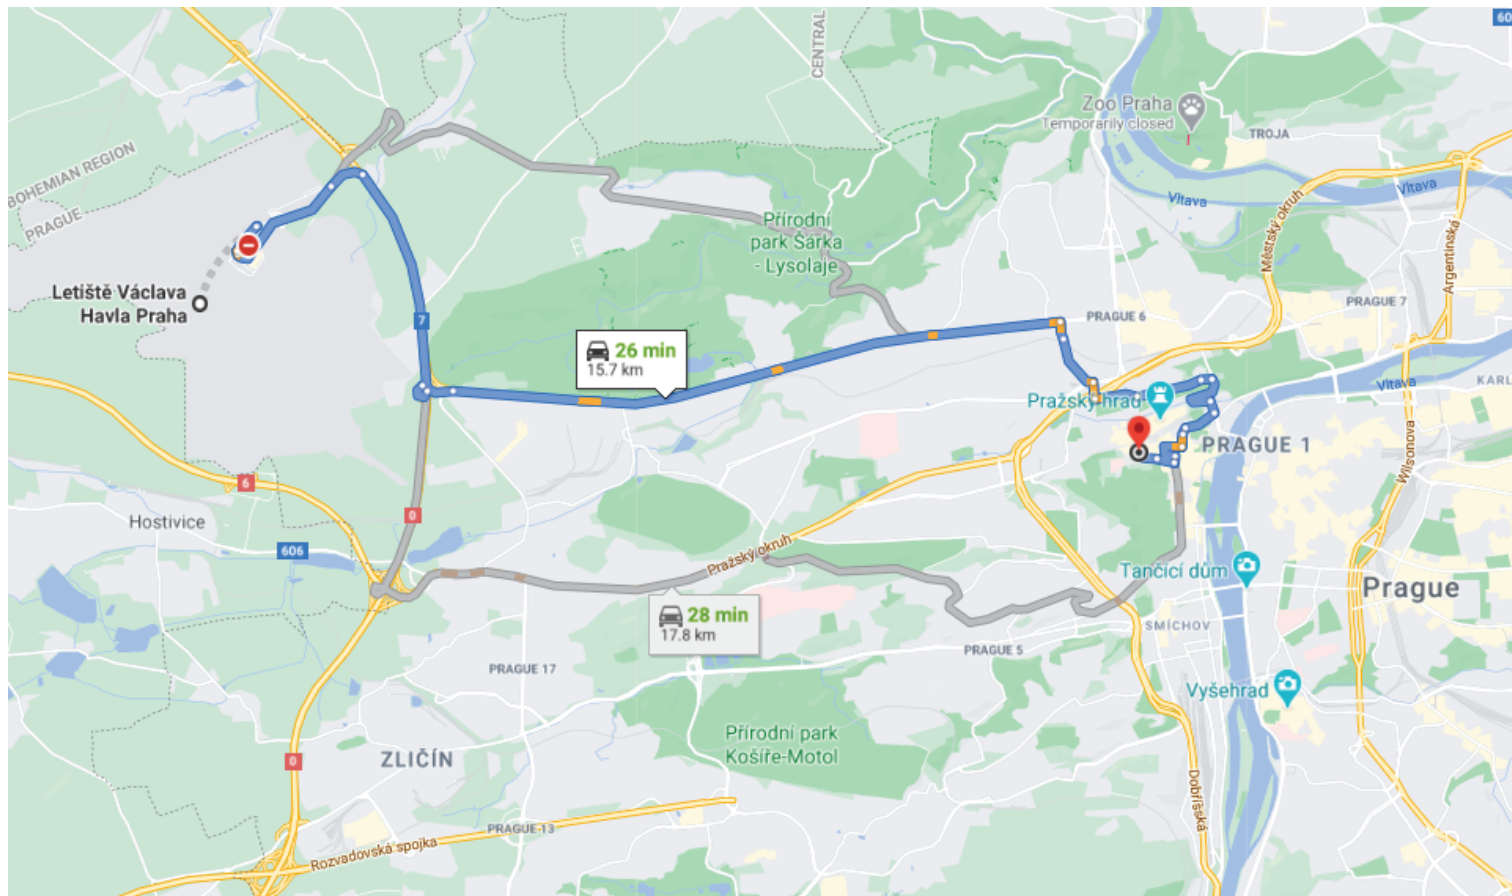 60
CENTRAL
Zoo Praha
Temporarily closed
TROJA
BOHEMIAN REGION
PRAGUE
Vltava
Vltava
Městský okruh
Argentinská
Přírodní
park Šárka
- Lysolaje
Letiště Václava
Havla Praha
7
PRAGUE 6
PRAGUE 7
26 min
15.7 km
Vltava
KARL
Pražský hrad
PRAGUE 1
Wilsonova
6
0
Hostivice
606
Pražský okruh
Tančící dům
Prague
28 min
17.8 km
SMÍCHOV
PRAGUE 17
PRAGUE 5
Vyšehrad
Přírodní park
Košíře-Motol
ZLIČÍN
0
Dobříšská
PRAGUE 13
Rozvadovská spojka